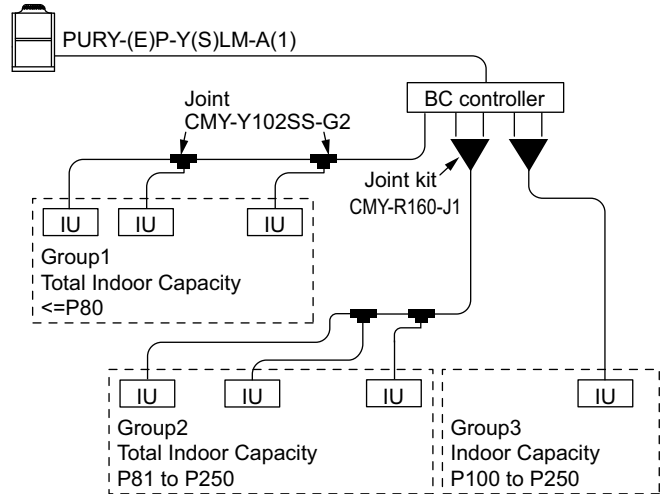 PURY-(E)P-Y(S)LM-A(1)
BC controller
Joint
CMY-Y102SS-G2
Joint kit
CMY-R160-J1
IU
IU
IU
Group1
Total Indoor Capacity
<=P80
IU
IU
IU
Group2
Total Indoor Capacity
P81 to P250
IU
Group3
Indoor Capacity
P100 to P250